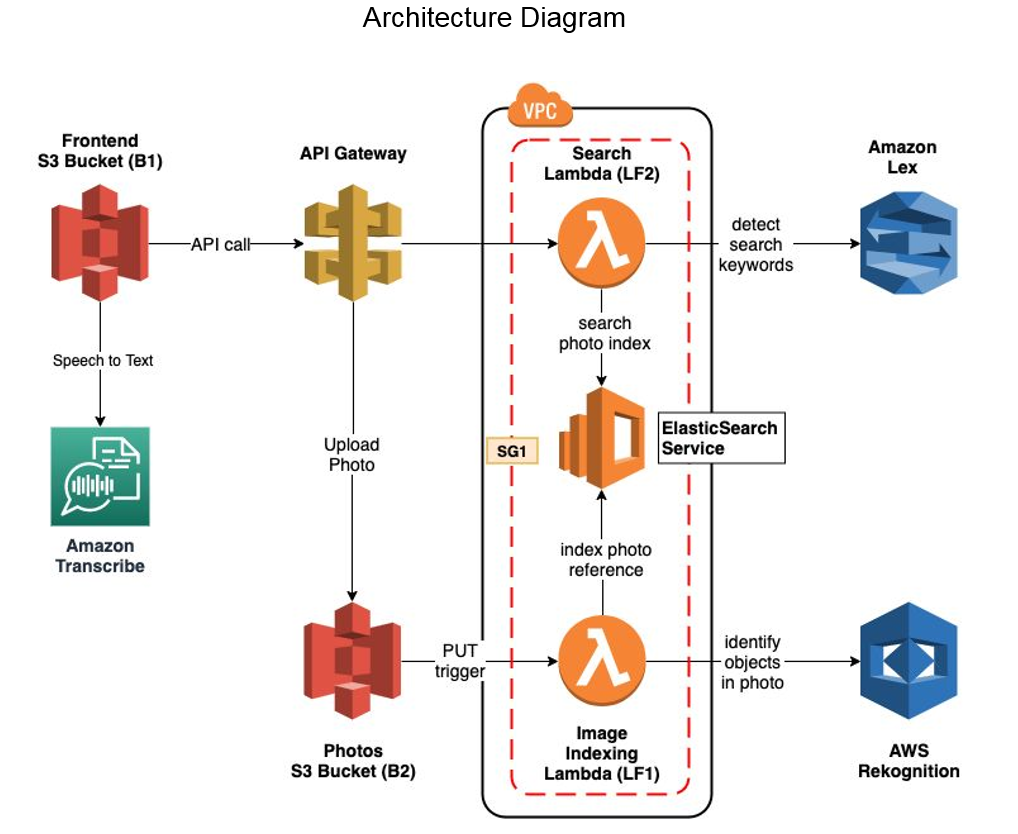 Architecture Diagram
VPC
Frontend
S3 Bucket (B1)
API Gateway
Search
Lambda (LF2)
Amazon
Lex
API call
detect
search
keywords
Speech to Text
search
photo index
Upload
Photo
SG1
ElasticSearch
Service
Amazon
Transcribe
index photo
reference
PUT
trigger
identify
objects
in photo
Photos
S3 Bucket (B2)
Image
Indexing
Lambda (LF1)
AWS
Rekognition